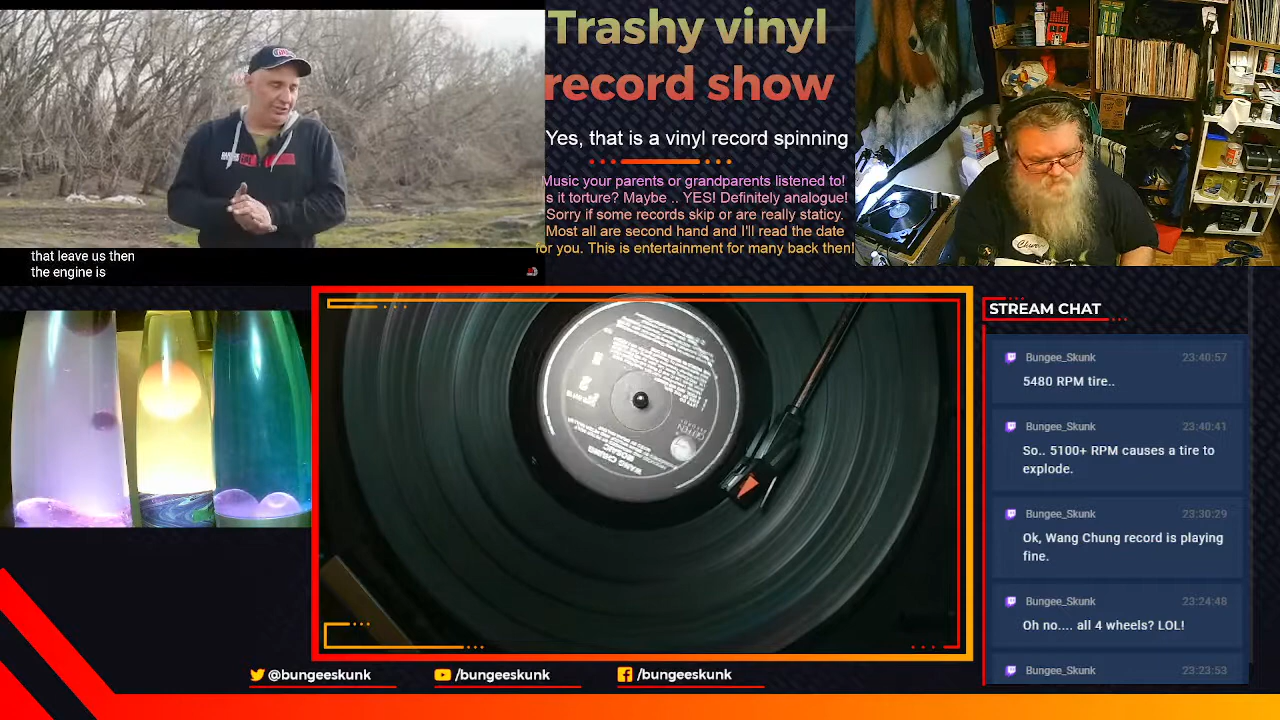 that leave us then
the engine is
Trashy vinyl
record show
Yes, that is a vinyl record spinning
Music your parents or grandparents listened to!
s it torture? Maybe .. YES! Definitely analogue!
Sorry if some records skip or are really staticy.
Most all are second hand and I'll read the date
for you. This is entertainment for many back then!
WANG CHUNG
MOSAIC
GEFFEN
2
STREAM CHAT
Bungee_Skunk 23:40:57
5480 RPM tire..
Bungee_Skunk 23:40:41
So.. 5100+ RPM causes a tire to
explode.
Bungee_Skunk 23:30:29
Ok, Wang Chung record is playing
fine.
Bungee_Skunk 23:24:48
Oh no.... all 4 wheels? LOL!
Bungee_Skunk 23:23:53
@bungeeskunk
/bungeeskunk
/bungeeskunk